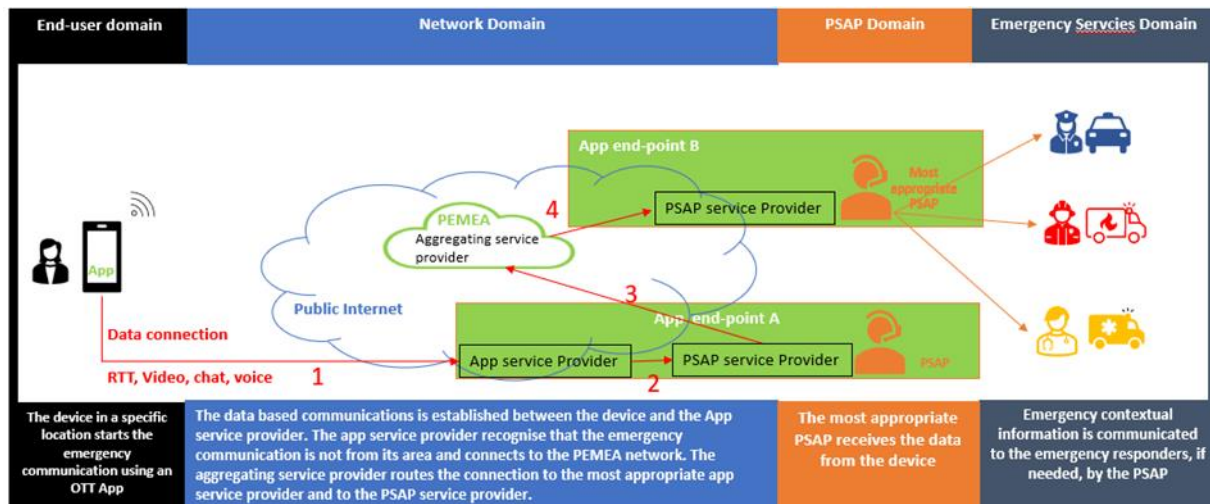 End-user domain
Network Domain
PSAP Domain
Emergency Servcies Domain
App end-point B
Most
appropriate
PSAP
PSAP service Provider
4
PEMEA
Aggregating service
provider
App
3
Public Internet
App end-point A
Data connection
App service Provider
PSAP service Provider
PSAP
RTT, Video, chat, voice
1
2
The device in a specific
location starts the
emergency
communication using an
OTT App
The data based communications is established between the device and the App
service provider. The app service provider recognise that the emergency
communication is not from its area and connects to the PEMEA network. The
aggregating service provider routes the connection to the most appropriate app
service provider and to the PSAP service provider.
The most appropriate
PSAP receives the data
from the device
Emergency contextual
information is communicated
to the emergency responders, if
needed, by the PSAP